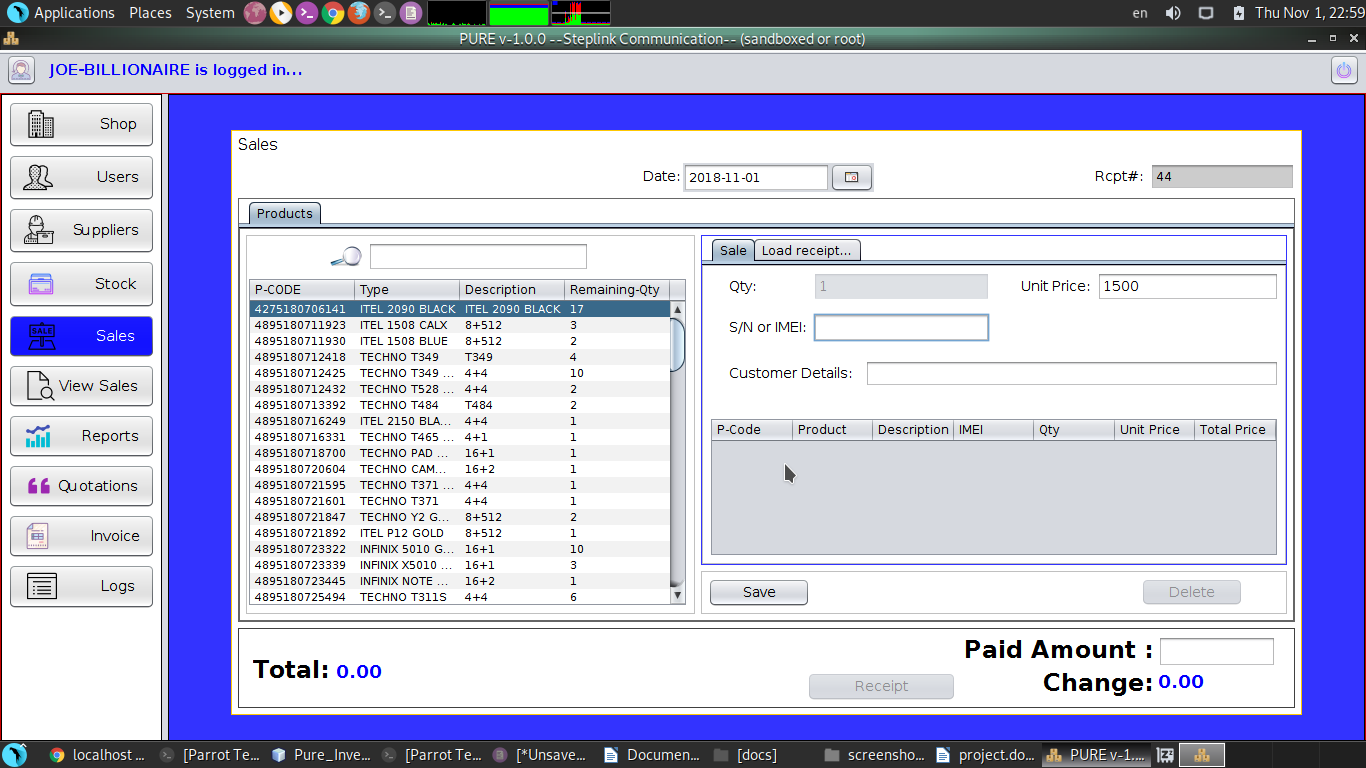 Applications Places System en Thu Nov 1, 22:59
PURE v-1.0.0 --Steplink Communication-- (sandboxed or root)
JOE-BILLIONAIRE is logged in...
Shop
Users
Suppliers
Stock
SALE
Sales
View Sales
Reports
Quotations
Invoice
Logs
Sales
Date: 2018-11-01 Rcpt#: 44
Products
P-CODE Type Description Remaining-Qty
4275180706141 ITEL 2090 BLACK ITEL 2090 BLACK 17
4895180711923 ITEL 1508 CALX 8+512 3
4895180711930 ITEL 1508 BLUE 8+512 2
4895180712418 TECHNO T349 T349 4
4895180712425 TECHNO T349 ... 4+4 10
4895180712432 TECHNO T528 ... 4+4 2
4895180713392 TECHNO T484 T484 2
4895180716249 ITEL 2150 BLA... 4+4 1
4895180716331 TECHNO T465 ... 4+1 1
4895180718700 TECHNO PAD ... 16+1 1
4895180720604 TECHNO CAM... 16+2 1
4895180721595 TECHNO T371 ... 4+4 1
4895180721601 TECHNO T371 4+4 1
4895180721847 TECHNO Y2 G... 8+512 2
4895180721892 ITEL P12 GOLD 8+512 1
4895180723322 INFINIX 5010 G... 16+1 10
4895180723339 INFINIX X5010 ... 16+1 3
4895180723445 INFINIX NOTE ... 16+2 1
4895180725494 TECHNO T311S 4+4 6
Sale Load receipt...
Qty: 1 Unit Price: 1500
S/N or IMEI:
Customer Details:
P-Code Product Description IMEI Qty Unit Price Total Price
Save Delete
Total: 0.00
Paid Amount :
Receipt
Change: 0.00
localhost ... [Parrot Te... Pure_Inve... [Parrot Te... [*Unsave... Documen... [docs] screensho... project.do... PURE v-1....